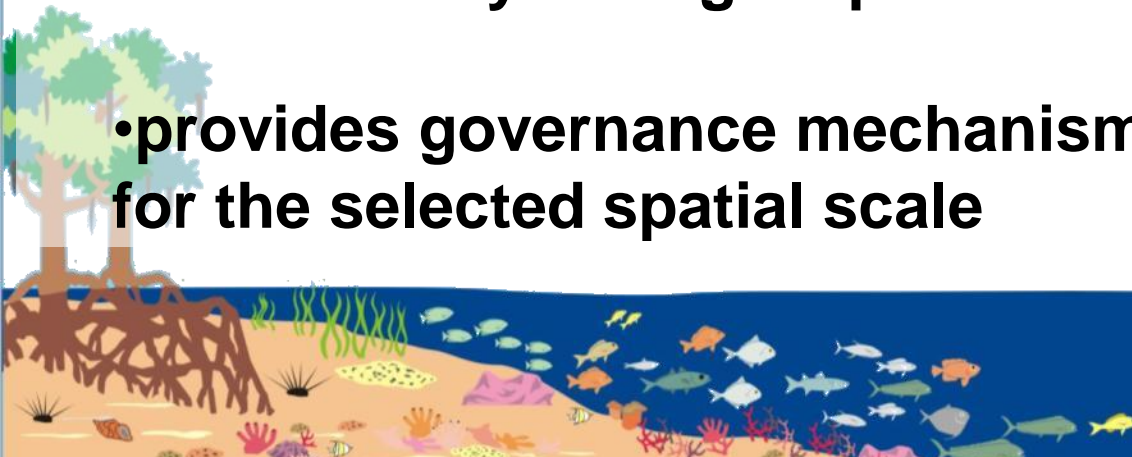 •provides governance mechanism
for the selected spatial scale